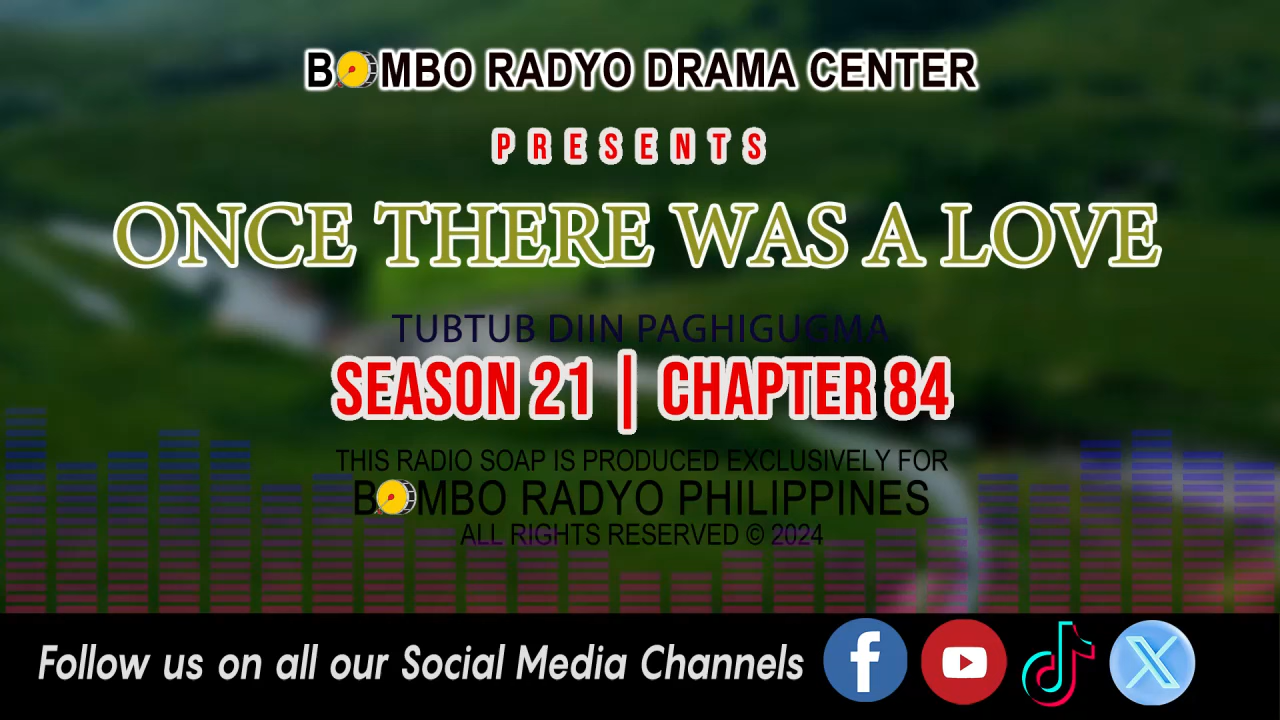 BOMBO RADYO DRAMA CENTER
PRESENTS
ONCE THERE WAS A LOVE
TUBTUB DIIN PAGHIGUGMA
SEASON 21 | CHAPTER 84
THIS RADIO SOAP IS PRODUCED EXCLUSIVELY FOR
BOMBO RADYO PHILIPPINES
ALL RIGHTS RESERVED © 2024
Follow us on all our Social Media Channels